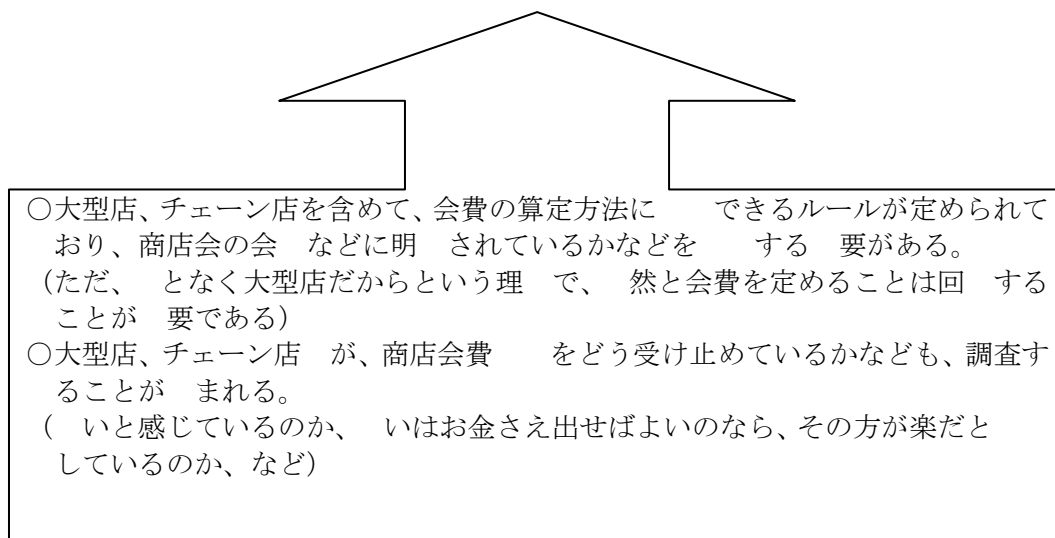 ○大型店、チェーン店を含めて、会費の算定方法に　　できるルールが定められて
おり、商店会の会　などに明　されているかなどを　　する　要がある。
(ただ、　となく大型店だからという理　で、　然と会費を定めることは回　する
ことが　要である)
○大型店、チェーン店　が、商店会費　　をどう受け止めているかなども、調査す
ることが　まれる。
(　いと感じているのか、　いはお金さえ出せばよいのなら、その方が楽だと
しているのか、など)